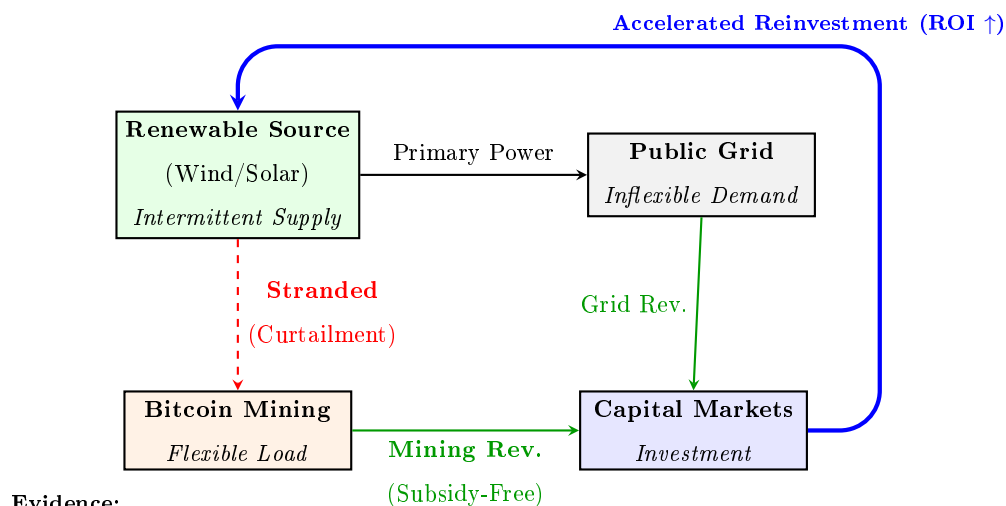 Accelerated Reinvestment (ROI ↑)
Renewable Source
(Wind/Solar)
Intermittent Supply
Primary Power
Public Grid
Inflexible Demand
Stranded
(Curtailment)
Grid Rev.
Bitcoin Mining
Flexible Load
Mining Rev.
(Subsidy-Free)
Capital Markets
Investment
Evidence: